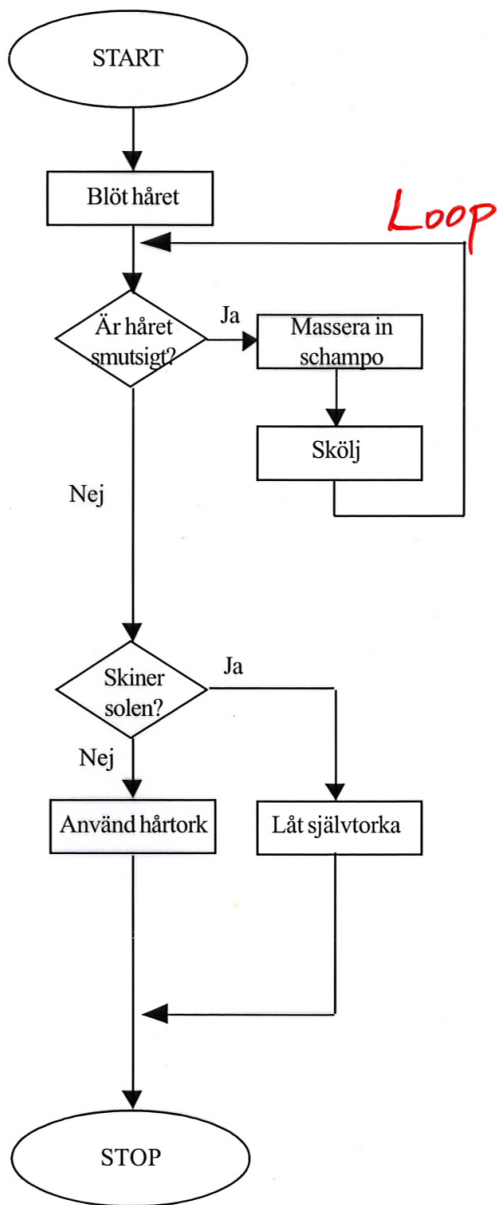 START
Blöt håret
Loop
Är håret
smutsigt?
Ja
Massera in
schampo
Skölj
Nej
Skiner
solen?
Ja
Nej
Använd hårtork
Låt självtorka
STOP